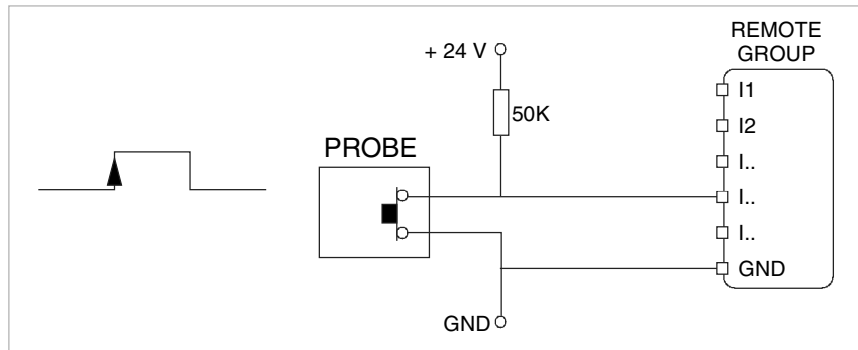 REMOTE
GROUP
+ 24 V
I1
50K
I2
PROBE
I..
I..
I..
GND
GND